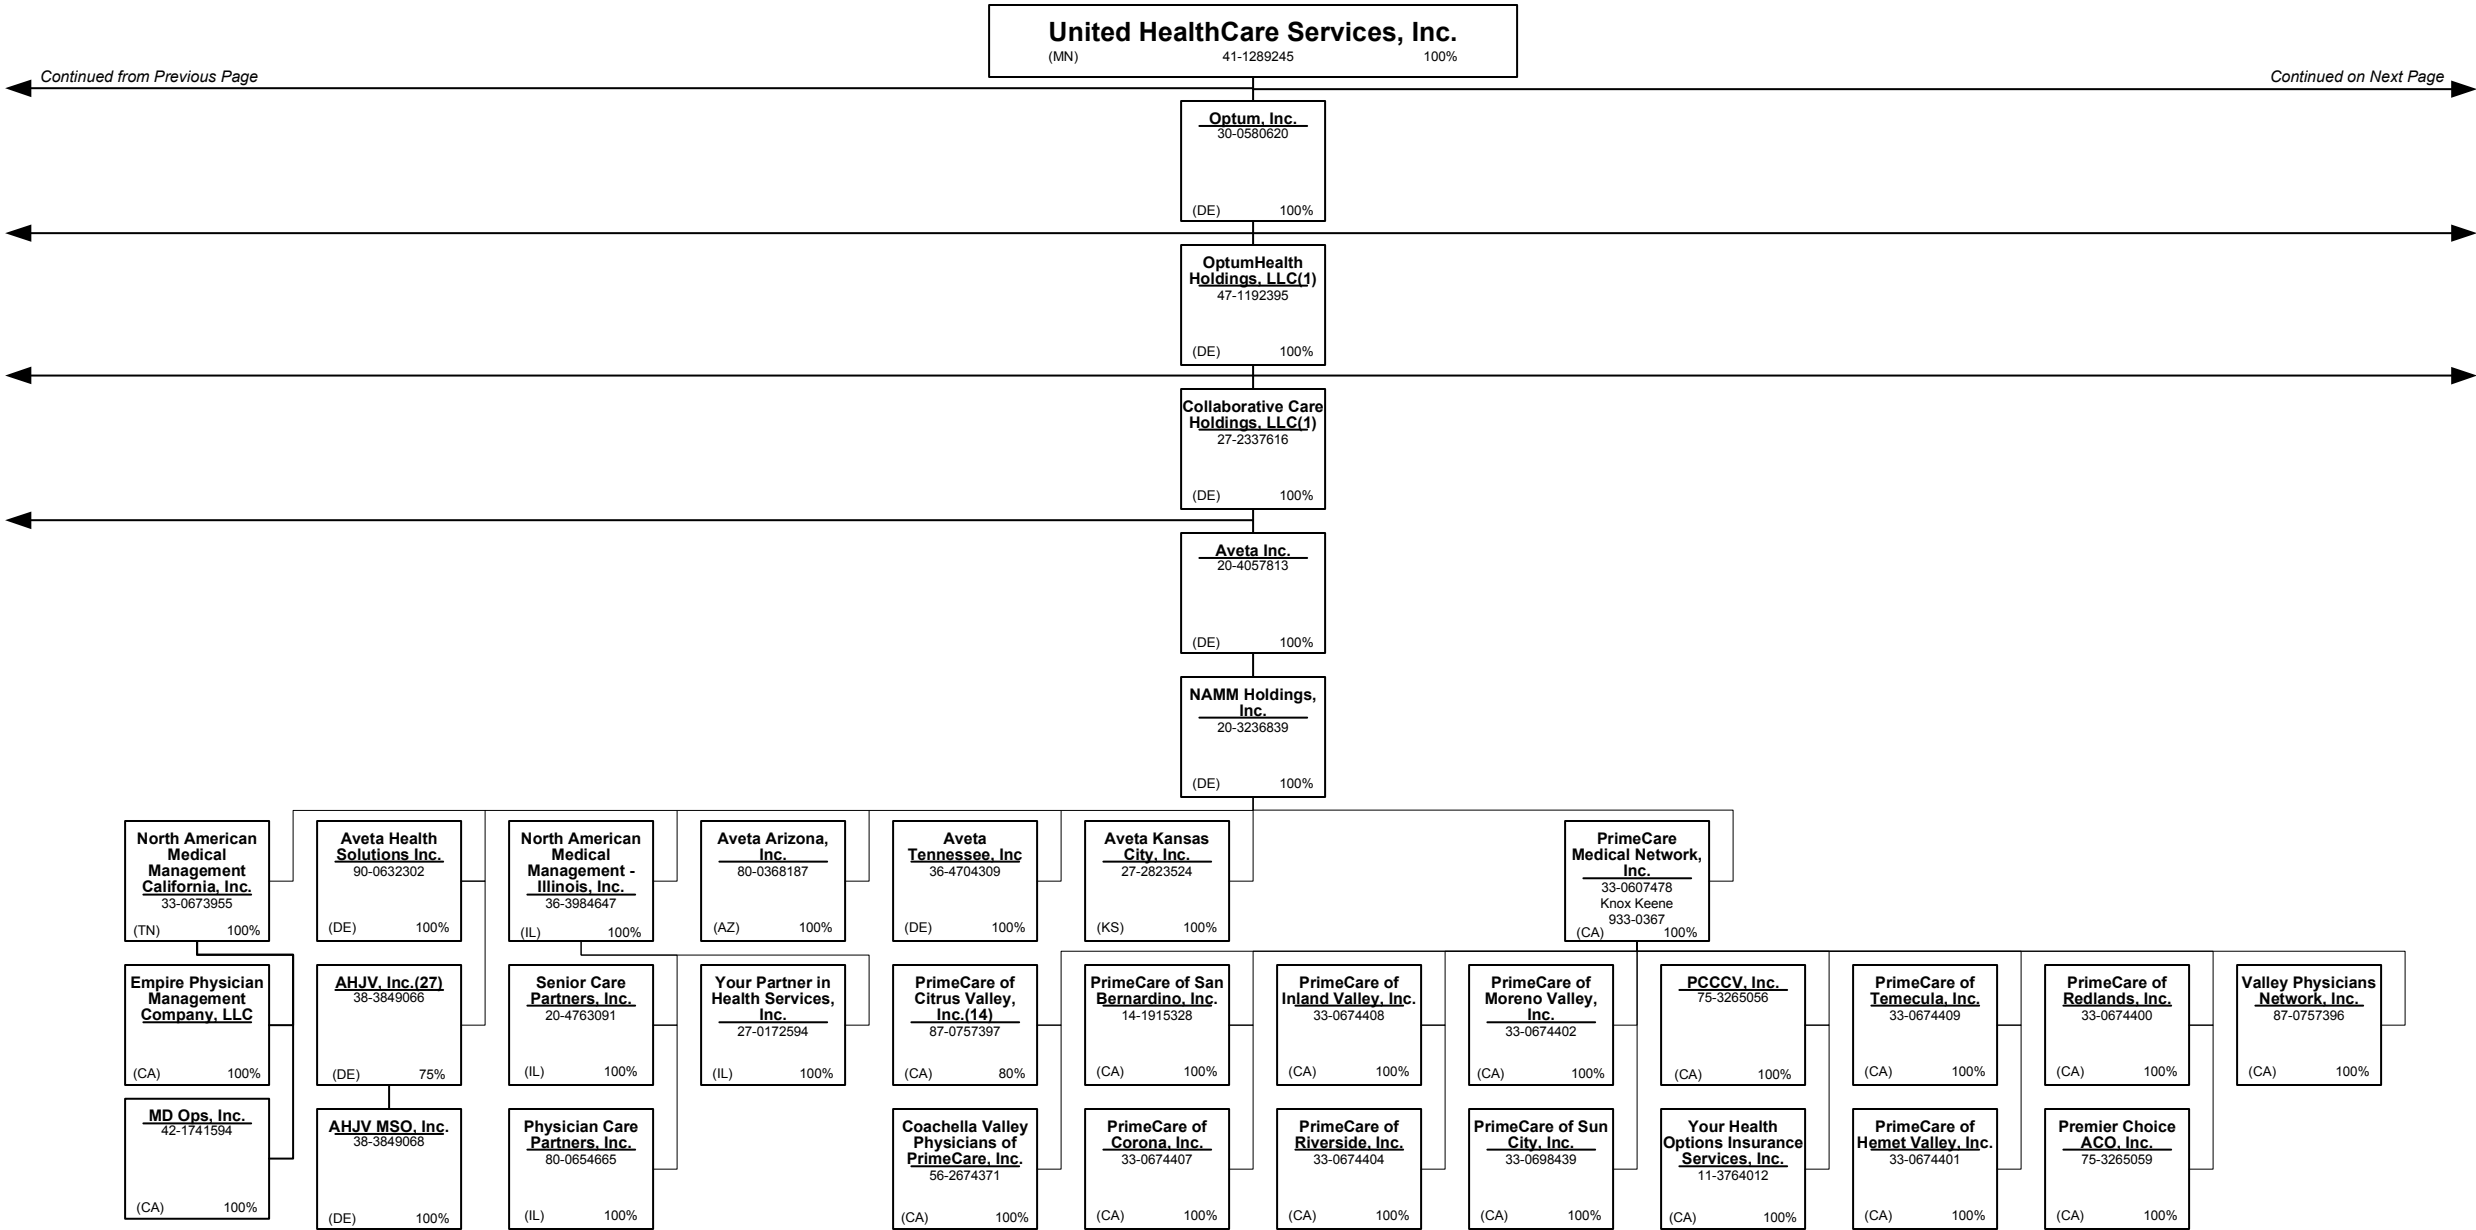 United HealthCare Services, Inc.
(MN) 41-1289245 100%
Continued from Previous Page
Continued on Next Page
Optum, Inc.
30-0580620
(DE) 100%
OptumHealth
Holdings, LLC(1)
47-1192395
(DE) 100%
Collaborative Care
Holdings, LLC(1)
27-2337616
(DE) 100%
Aveta Inc.
20-4057813
(DE) 100%
NAMM Holdings,
Inc.
20-3236839
(DE) 100%
North American
Medical
Management
California, Inc.
33-0673955
(TN) 100%
Aveta Health
Solutions Inc.
90-0632302
(DE) 100%
North American
Medical
Management -
Illinois, Inc.
36-3984647
(IL) 100%
Aveta Arizona,
Inc.
80-0368187
(AZ) 100%
Aveta
Tennessee, Inc
36-4704309
(DE) 100%
Aveta Kansas
City, Inc.
27-2823524
(KS) 100%
PrimeCare
Medical Network,
Inc.
33-0607478
Knox Keene
933-0367
(CA) 100%
Empire Physician
Management
Company, LLC
(CA) 100%
AHJV, Inc.(27)
38-3849066
(DE) 75%
Senior Care
Partners, Inc.
20-4763091
(IL) 100%
Your Partner in
Health Services,
Inc.
27-0172594
(IL) 100%
PrimeCare of
Citrus Valley,
Inc.(14)
87-0757397
(CA) 80%
PrimeCare of San
Bernardino, Inc.
14-1915328
(CA) 100%
PrimeCare of
Inland Valley, Inc.
33-0674408
(CA) 100%
PrimeCare of
Moreno Valley,
Inc.
33-0674402
(CA) 100%
PCCCV, Inc.
75-3265056
(CA) 100%
PrimeCare of
Temecula, Inc.
33-0674409
(CA) 100%
PrimeCare of
Redlands, Inc.
33-0674400
(CA) 100%
Valley Physicians
Network, Inc.
87-0757396
(CA) 100%
MD Ops, Inc.
42-1741594
(CA) 100%
AHJV MSO, Inc.
38-3849068
(DE) 100%
Physician Care
Partners, Inc.
80-0654665
(IL) 100%
Coachella Valley
Physicians of
PrimeCare, Inc.
56-2674371
(CA) 100%
PrimeCare of
Corona, Inc.
33-0674407
(CA) 100%
PrimeCare of
Riverside, Inc.
33-0674404
(CA) 100%
PrimeCare of Sun
City, Inc.
33-0698439
(CA) 100%
Your Health
Options Insurance
Services, Inc.
11-3764012
(CA) 100%
PrimeCare of
Hemet Valley, Inc.
33-0674401
(CA) 100%
Premier Choice
ACO, Inc.
75-3265059
(CA) 100%